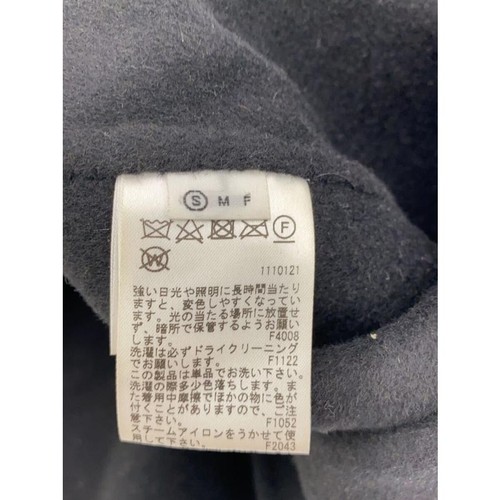 S M F
F
W
1110121
強い日光や照明に長時間当たり
ますと、変色しやすくなってい
ます。光の当たる場所に放置せ
ず、暗所で保管するようお願い
します。 F4008
洗濯は必ずドライクリーニング
でお願いします。 F1122
この製品は単品でお洗い下さい。
洗濯の際多少色落ちします。ま
た着用中摩擦でほかの物に色が
付くことがありますので、ご注
意下さい。 F1052
スチームアイロンをうかせて使
用して下さい。 F2043